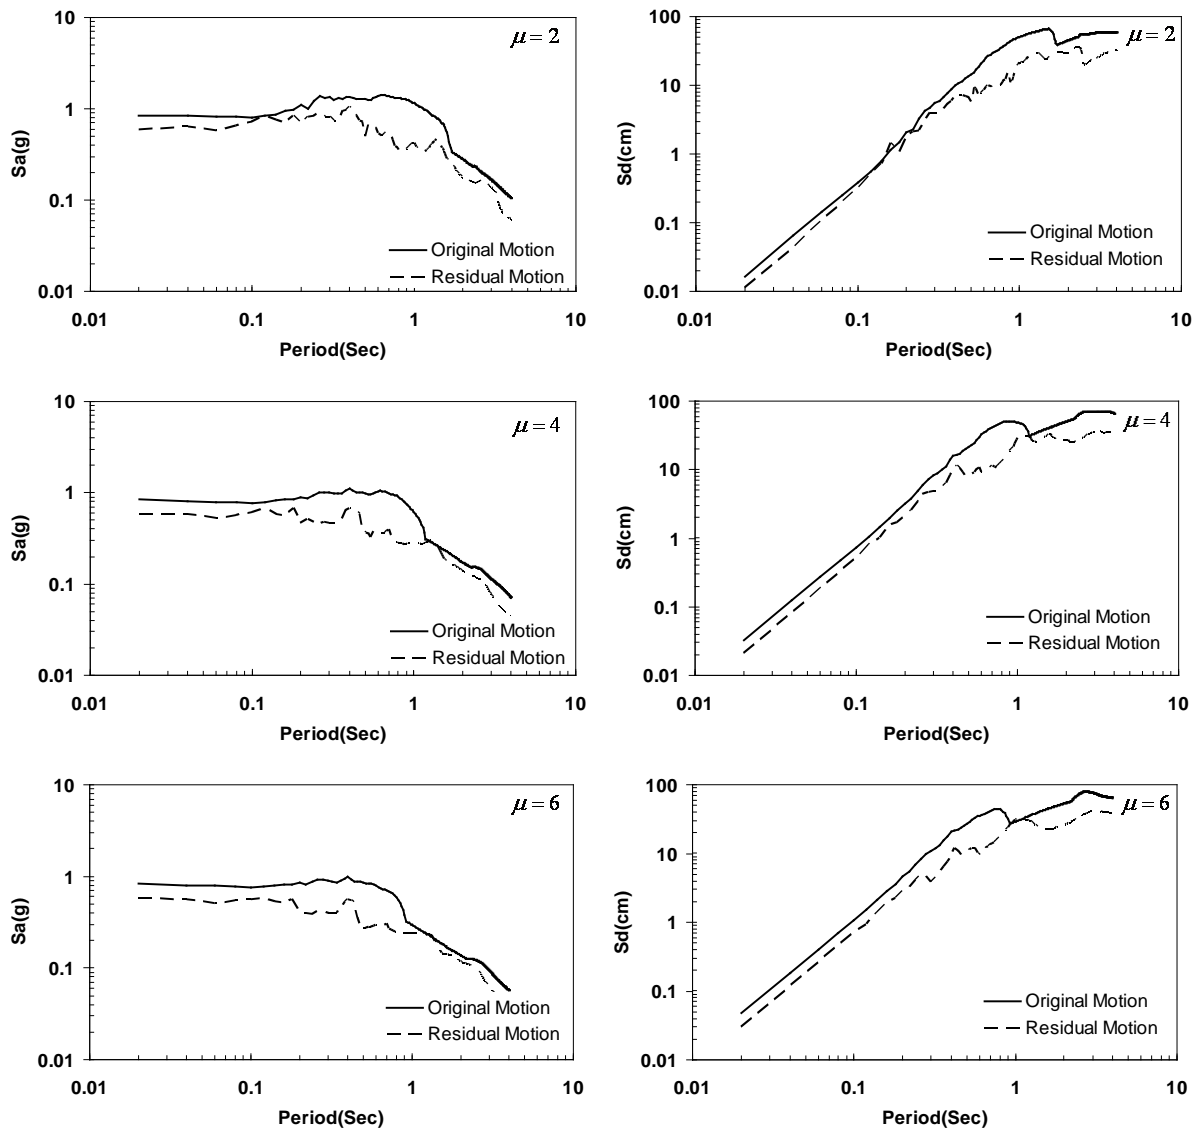 10
1
0.1
0.01
Sa(g)
0.01
0.1
1
10
Period(Sec)
μ = 2
Original Motion
Residual Motion
100
10
1
0.1
0.01
Sd(cm)
0.01
0.1
1
10
Period(Sec)
μ = 2
Original Motion
Residual Motion
10
1
0.1
0.01
Sa(g)
0.01
0.1
1
10
Period(Sec)
μ = 4
Original Motion
Residual Motion
100
10
1
0.1
0.01
Sd(cm)
0.01
0.1
1
10
Period(Sec)
μ = 4
Original Motion
Residual Motion
10
1
0.1
0.01
Sa(g)
0.01
0.1
1
10
Period(Sec)
μ = 6
Original Motion
Residual Motion
100
10
1
0.1
0.01
Sd(cm)
0.01
0.1
1
10
Period(Sec)
μ = 6
Original Motion
Residual Motion